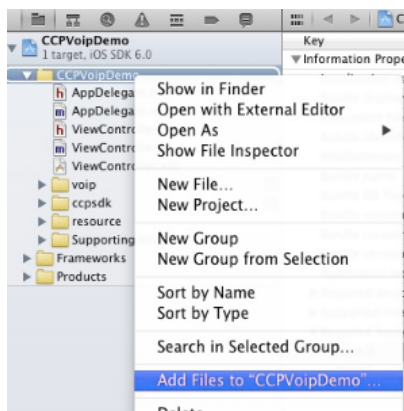 C
CCPVoipDemo
1 target, iOS SDK 6.0
Key
Information Prope
CCPVoipDemo
h AppDelega
m AppDelega
h ViewContro
m ViewContro
ViewContro
voip
ccpsdk
resource
Supporting
Frameworks
Products
Show in Finder
Open with External Editor
Open As
Show File Inspector
New File...
New Project...
New Group
New Group from Selection
Sort by Name
Sort by Type
Search in Selected Group...
Add Files to “CCPVoipDemo”...
Delete